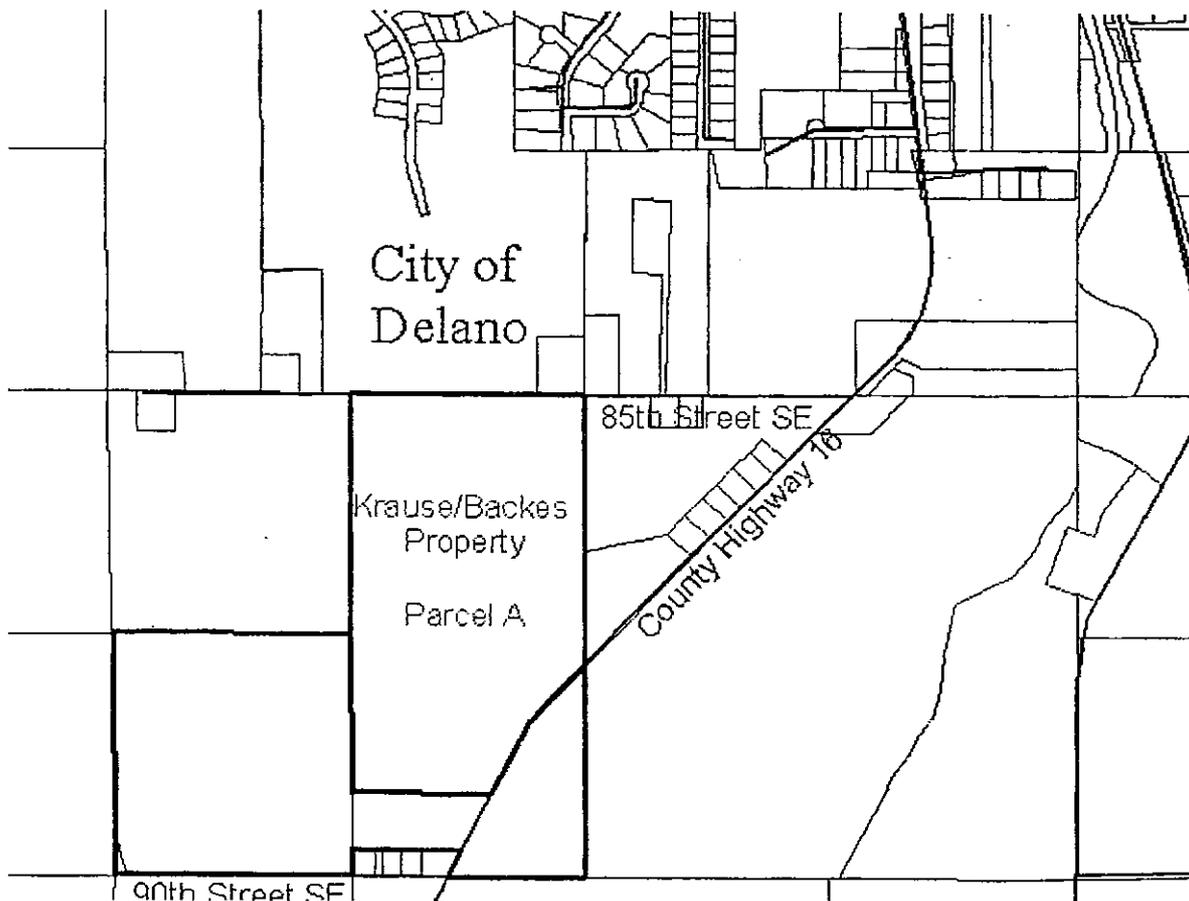 City of
Delano
85th Street SE
Krause/Backes
Property
Parcel A
County Highway 16
90th Street SE